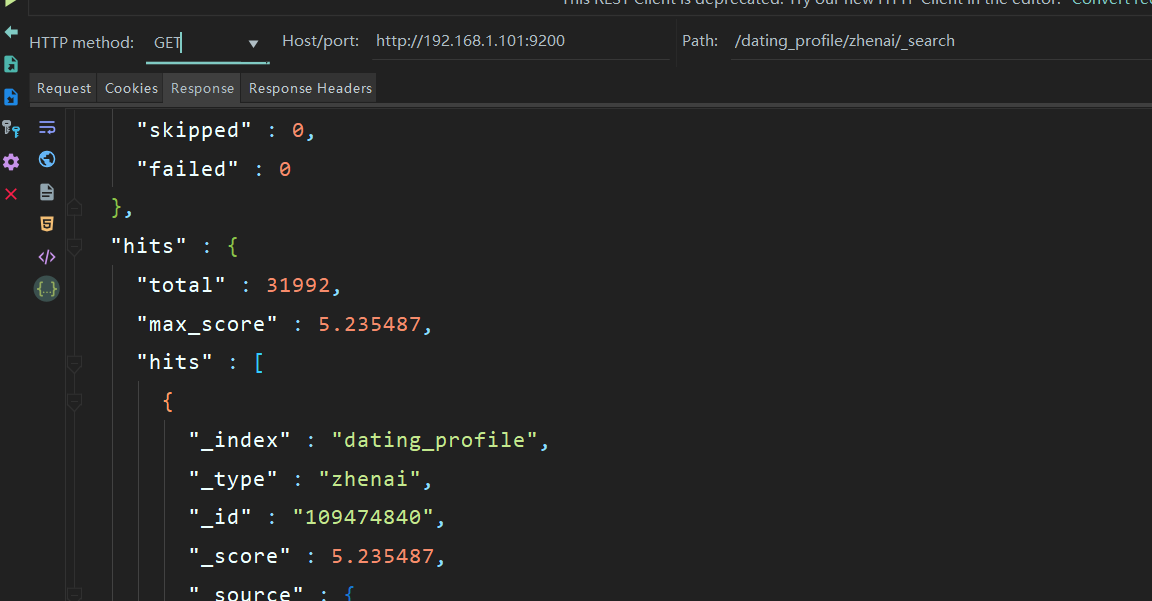 This REST Client is deprecated. Try our new HTTP Client in the editor. Convert re
HTTP method: GET Host/port: http://192.168.1.101:9200 Path: /dating_profile/zhenai/_search
Request Cookies Response Response Headers
"skipped" : 0,
"failed" : 0
},
"hits" : {
"total" : 31992,
"max_score" : 5.235487,
"hits" : [
{
"_index" : "dating_profile",
"_type" : "zhenai",
"_id" : "109474840",
"_score" : 5.235487,
"_source" : {